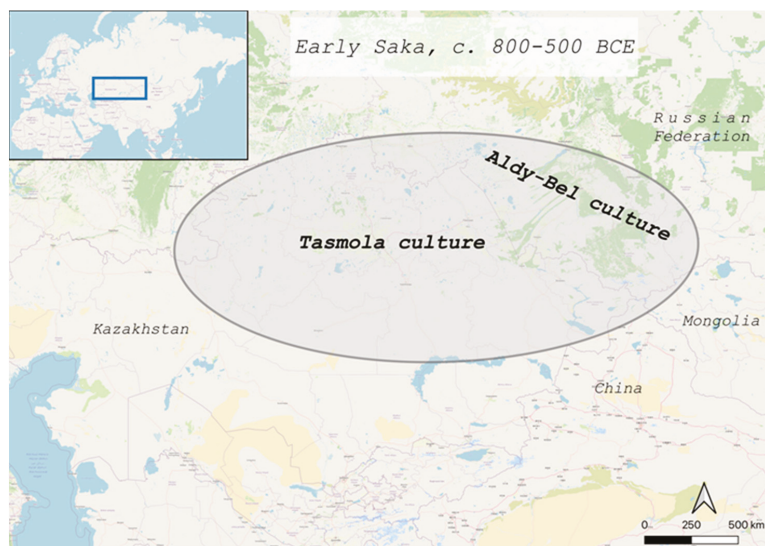 Early Saka, c. 800-500 BCE
Russian
Federation
Aldy-Bel culture
Tasmola culture
Kazakhstan
Mongolia
China
0 250 500 km